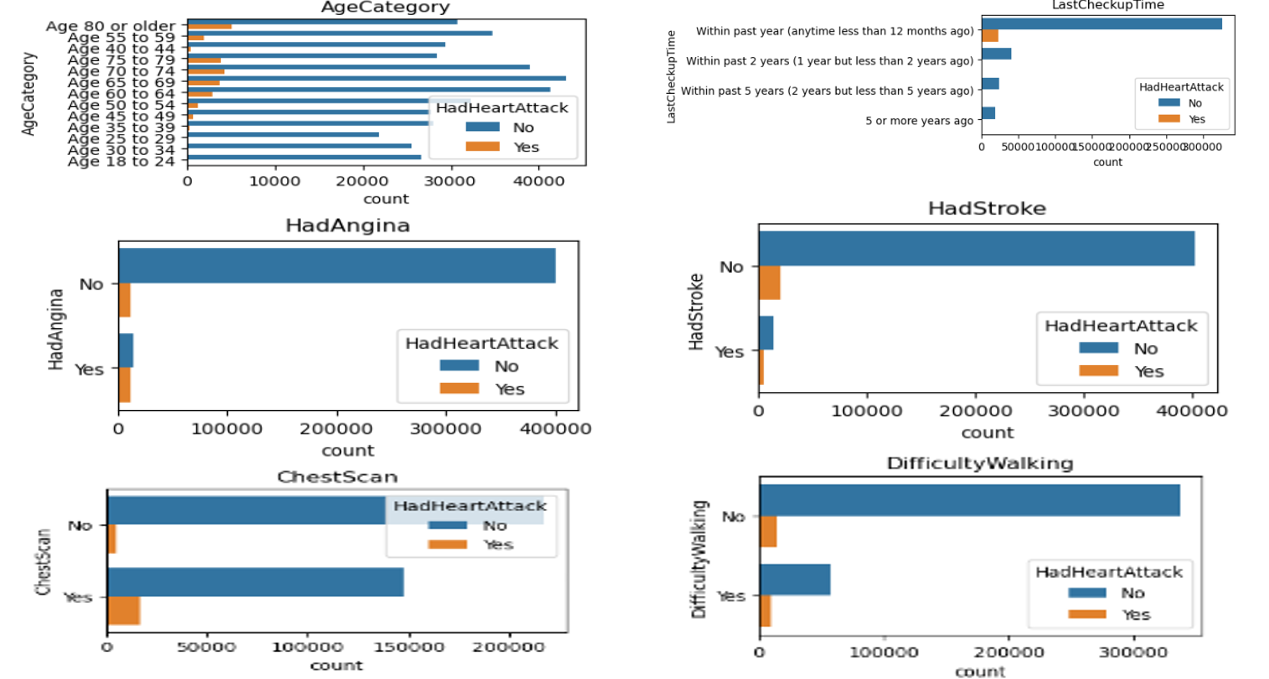 AgeCategory
AgeCategory
Age 80 or older
Age 55 to 59
Age 40 to 44
Age 75 to 79
Age 70 to 74
Age 65 to 69
Age 60 to 64
Age 50 to 54
Age 45 to 49
Age 35 to 39
Age 25 to 29
Age 30 to 34
Age 18 to 24
HadHeartAttack
No
Yes
0 10000 20000 30000 40000
count
LastCheckupTime
LastCheckupTime
Within past year (anytime less than 12 months ago)
Within past 2 years (1 year but less than 2 years ago)
Within past 5 years (2 years but less than 5 years ago)
5 or more years ago
HadHeartAttack
No
Yes
0 50000 100000 150000 200000 250000 300000
count
HadAngina
HadAngina
No
Yes
HadHeartAttack
No
Yes
0 100000 200000 300000 400000
count
HadStroke
HadStroke
No
Yes
HadHeartAttack
No
Yes
0 100000 200000 300000 400000
count
ChestScan
ChestScan
No
Yes
HadHeartAttack
No
Yes
0 50000 100000 150000 200000
count
DifficultyWalking
DifficultyWalking
No
Yes
HadHeartAttack
No
Yes
0 100000 200000 300000
count